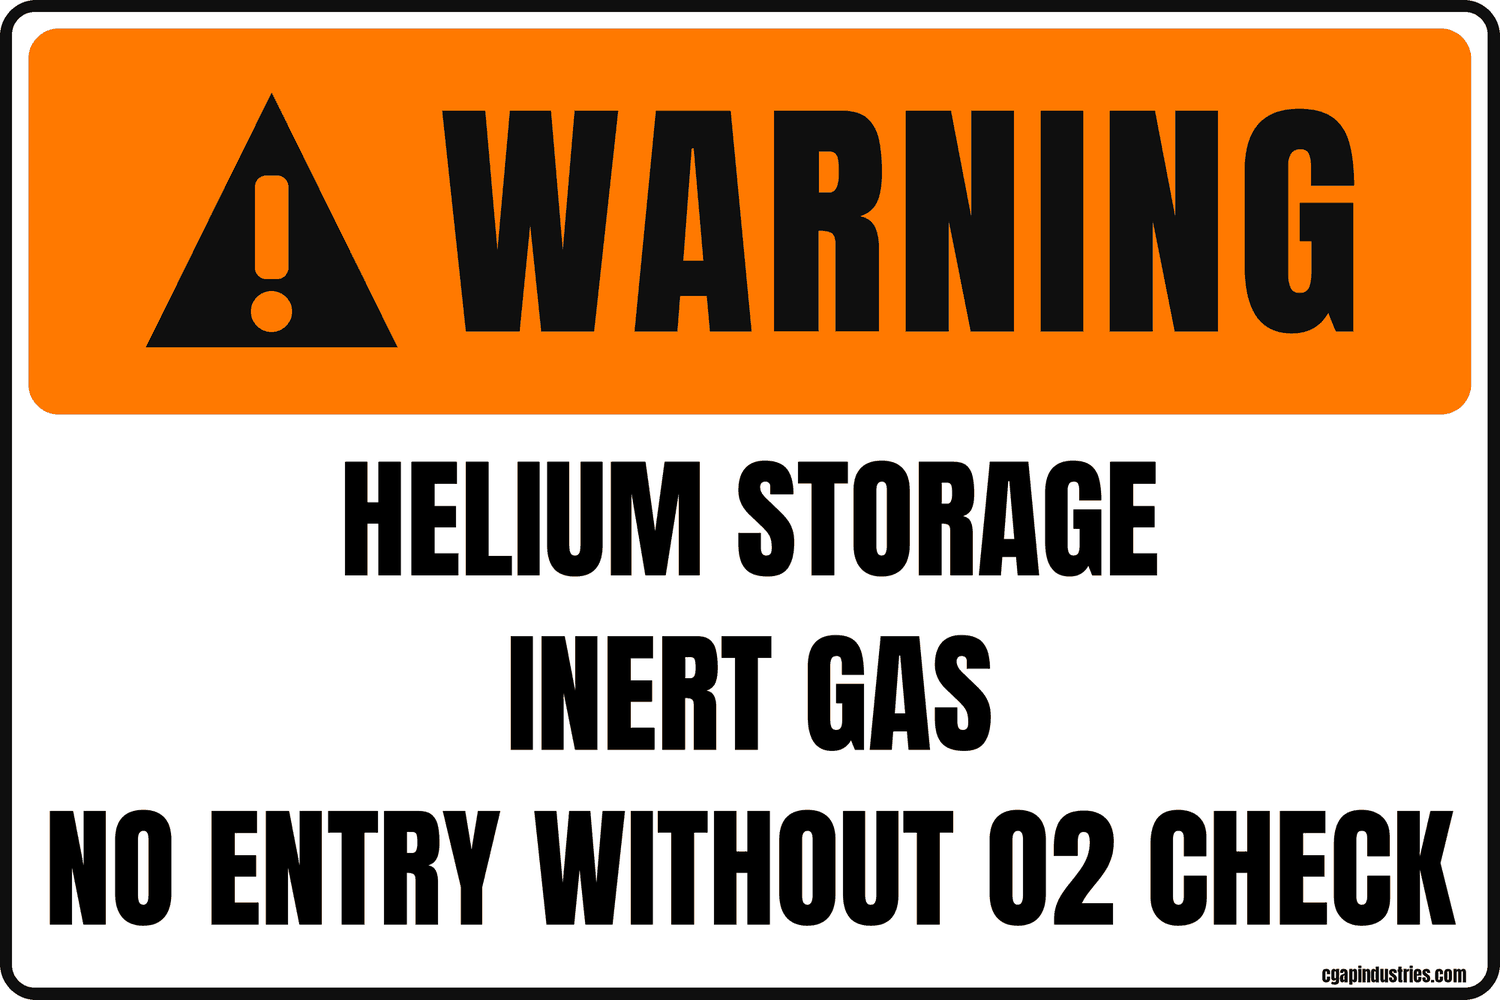 WARNING
HELIUM STORAGE
INERT GAS
NO ENTRY WITHOUT O2 CHECK
cgapindustries.com